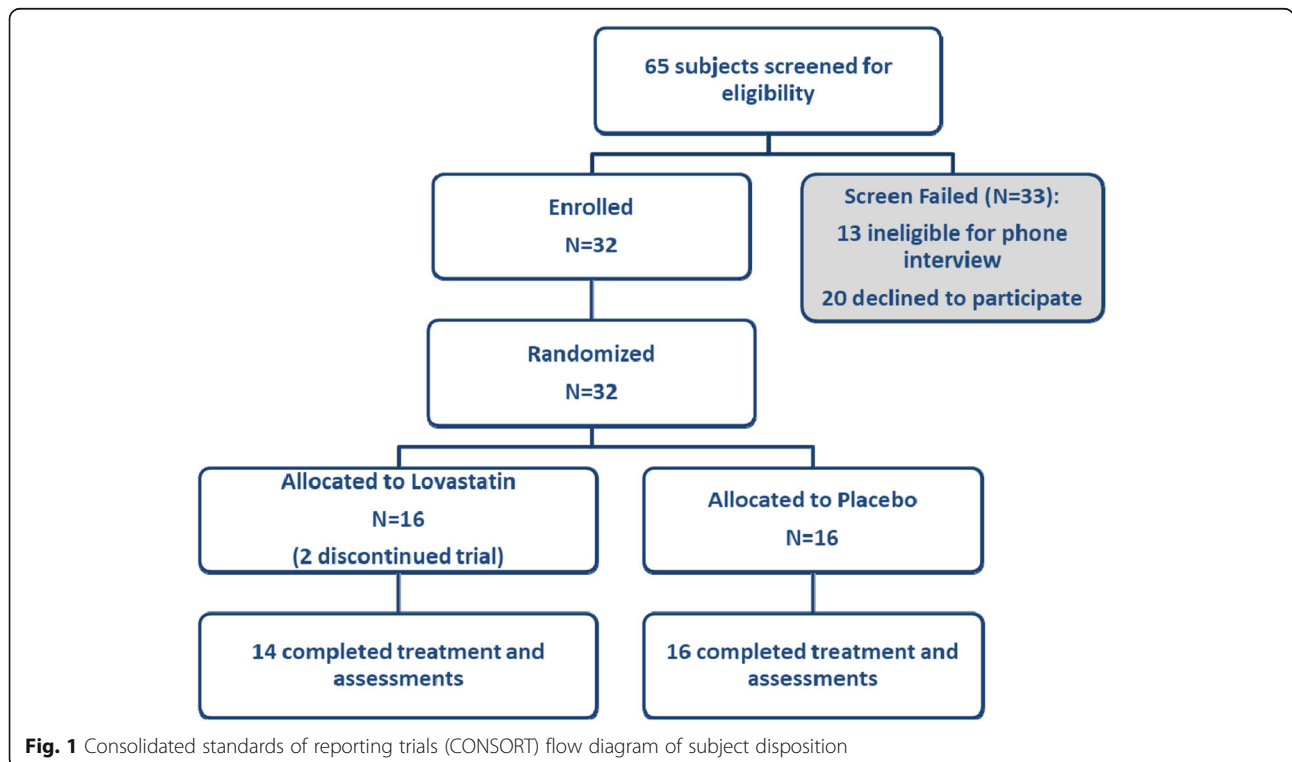 65 subjects screened for
eligibility
Enrolled
N=32
Screen Failed (N=33):
13 ineligible for phone
interview
20 declined to participate
Randomized
N=32
Allocated to Lovastatin
N=16
(2 discontinued trial)
Allocated to Placebo
N=16
14 completed treatment and
assessments
16 completed treatment and
assessments
Fig. 1 Consolidated standards of reporting trials (CONSORT) flow diagram of subject disposition